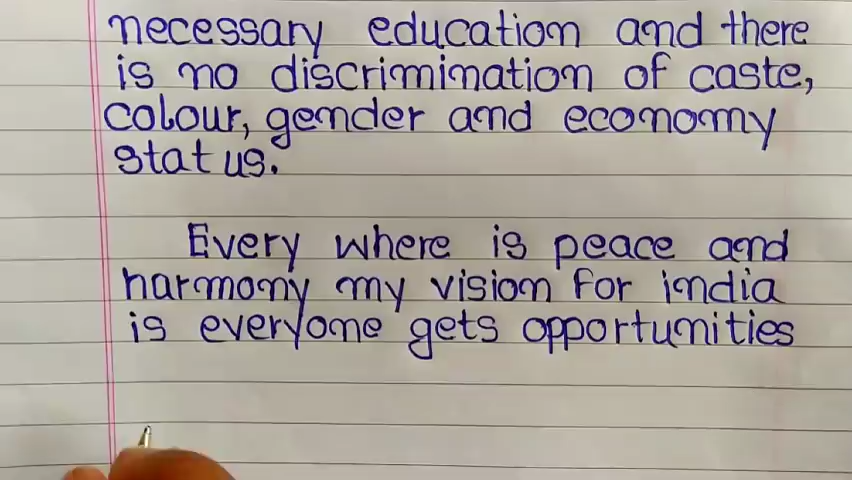 necessary education and there
is no discrimination of caste,
colour, gender and economy
status.
Every where is peace and
harmony my vision for india
is everyone gets opportunities